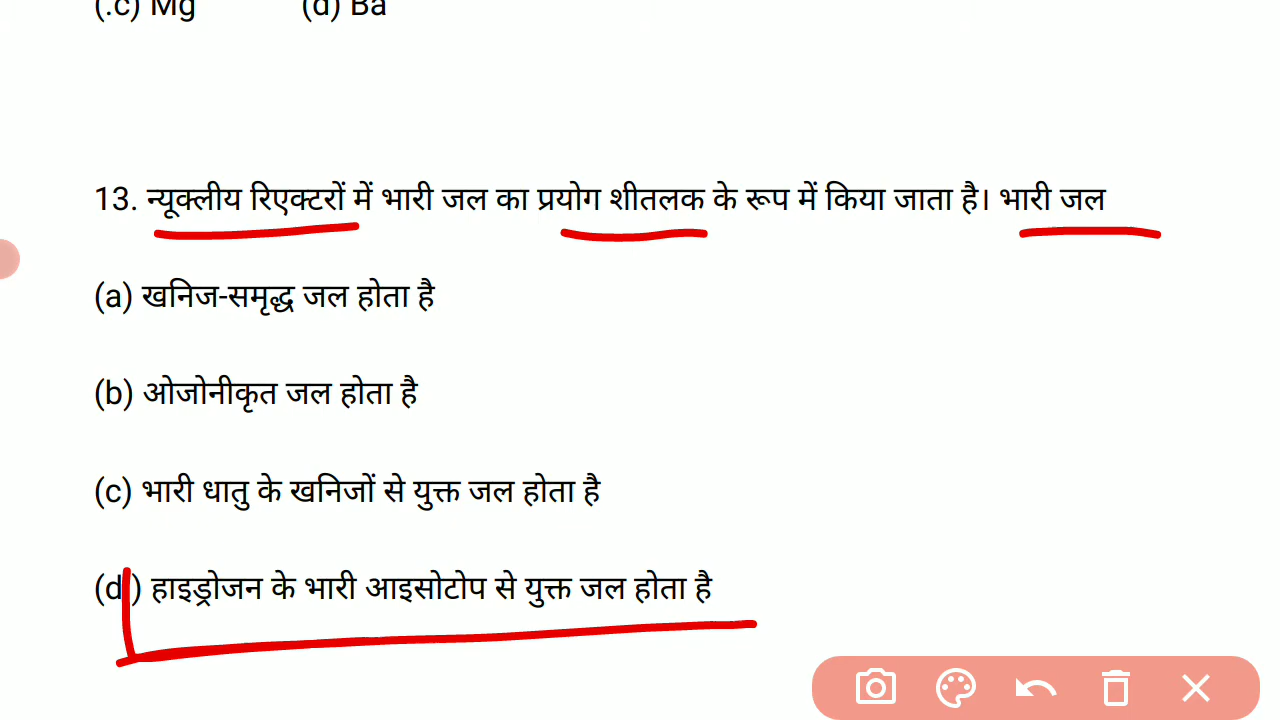 (.c) Mg (d) Ba
13. न्यूक्लीय रिएक्टरों में भारी जल का प्रयोग शीतलक के रूप में किया जाता है। भारी जल
(a) खनिज-समृद्ध जल होता है
(b) ओजोनीकृत जल होता है
(c) भारी धातु के खनिजों से युक्त जल होता है
(d ) हाइड्रोजन के भारी आइसोटोप से युक्त जल होता है